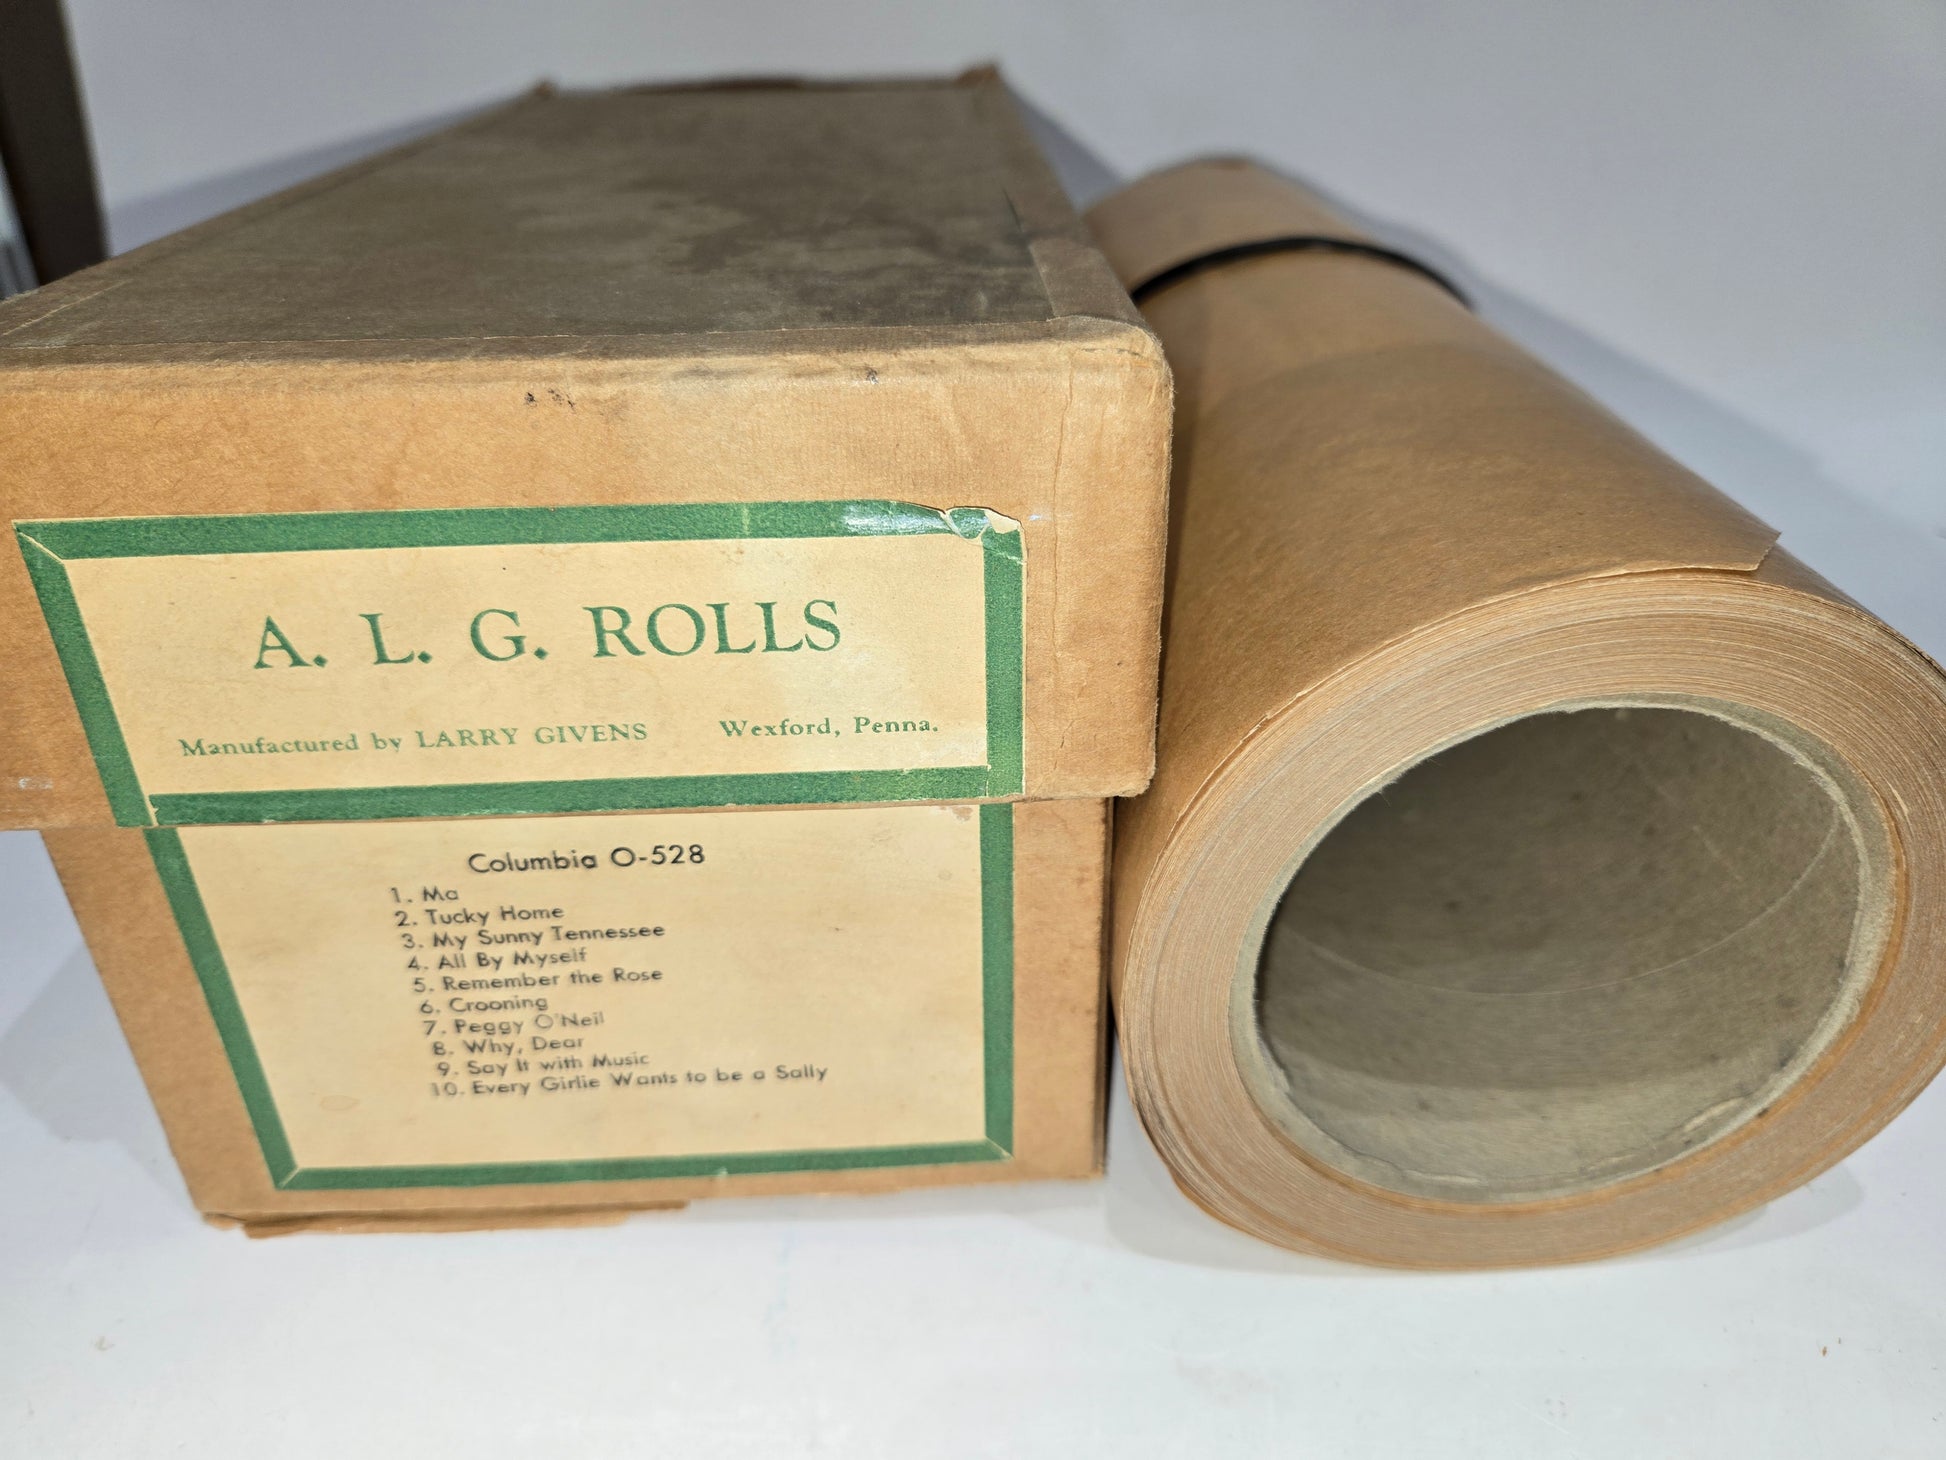 A. L. G. ROLLS
Manufactured by LARRY GIVENS Wexford, Penna.
Columbia O-528
1. Ma
2. Tucky Home
3. My Sunny Tennessee
4. All By Myself
5. Remember the Rose
6. Crooning
7. Peggy O'Neil
8. Why, Dear
9. Say It with Music
10. Every Girlie Wants to be a Sally